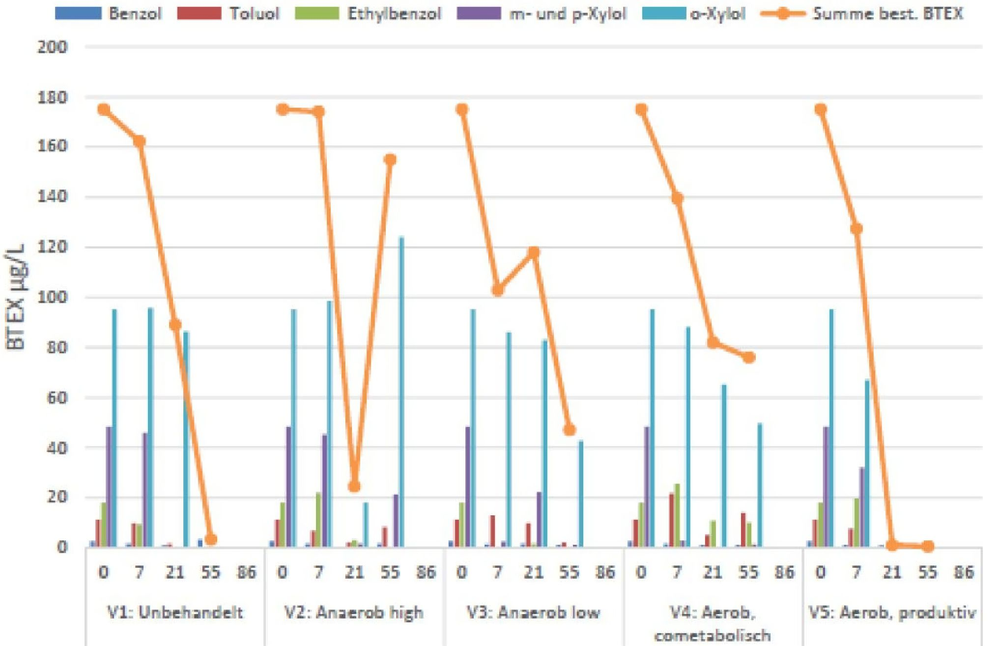 Benzol Toluol Ethylbenzol m- und p-Xylol o-Xylol Summe best. BTEX
200
180
160
140
120
100
80
60
40
20
0
BTEX µg/L
0 7 21 55 86 0 7 21 55 86 0 7 21 55 86 0 7 21 55 86 0 7 21 55 86
V1: Unbehandelt V2: Anaerob high V3: Anaerob low V4: Aerob, V5: Aerob, produktiv
cometabolisch